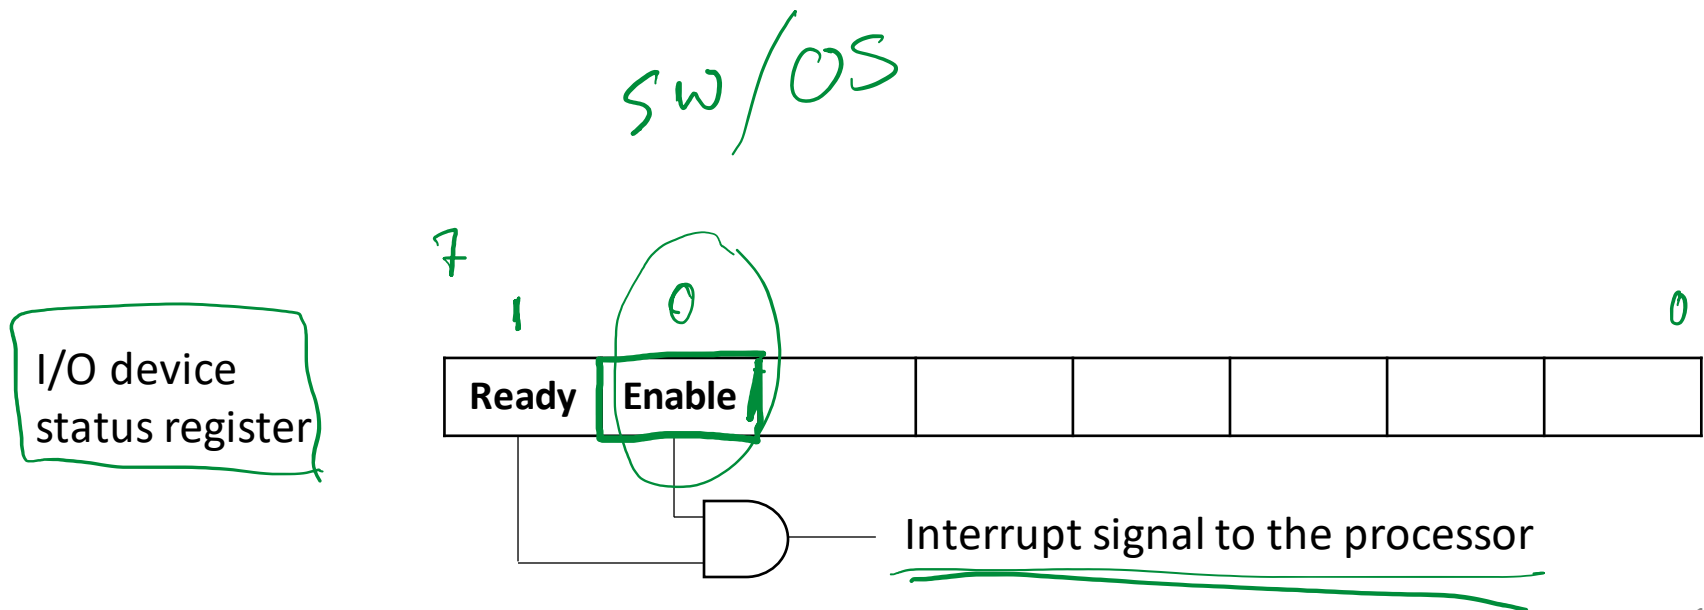 SW/OS
7
1 0 0
I/O device
status register
Ready Enable
Interrupt signal to the processor